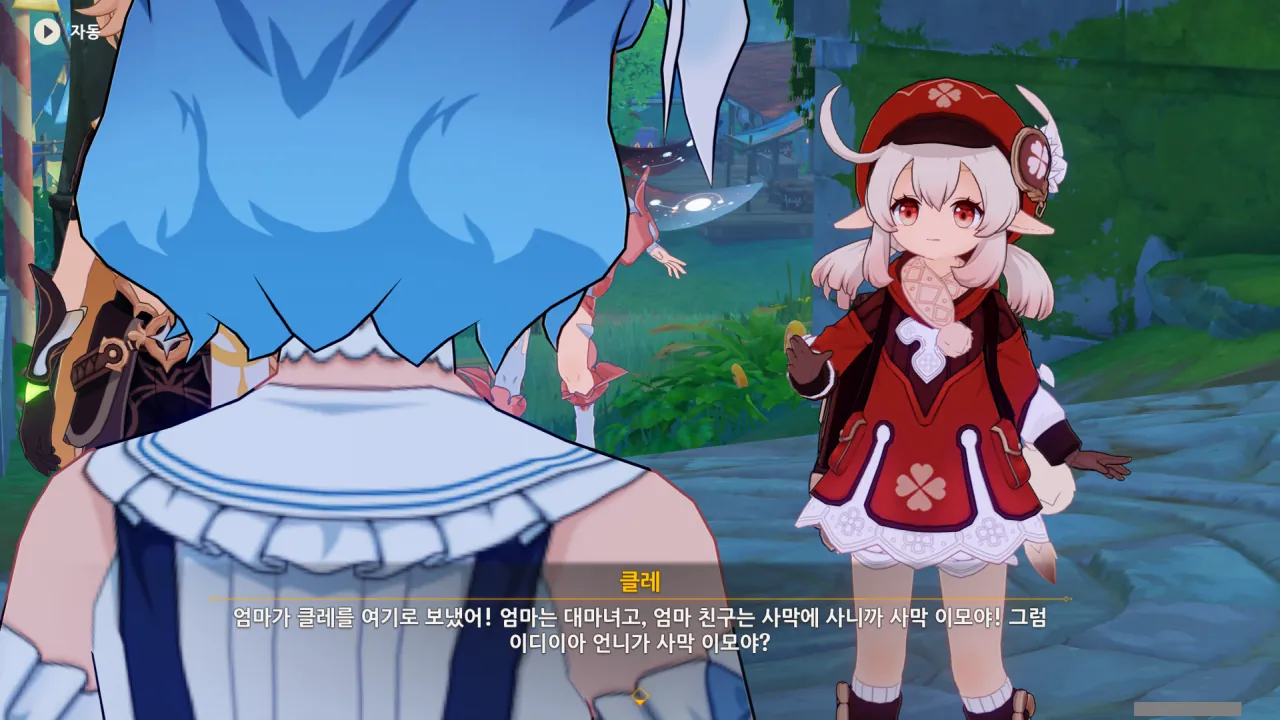 자동
클레
엄마가 클레를 여기로 보냈어! 엄마는 대마녀고, 엄마 친구는 사막에 사니까 사막 이모야! 그럼
이디이아 언니가 사막 이모야?